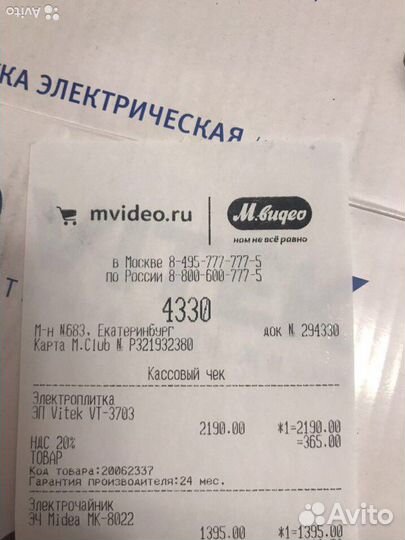 Avito
КА ЭЛЕКТРИЧЕСКАЯ
mvideo.ru
М.видео
нам не всё равно
в Москве 8-495-777-777-5
по России 8-800-600-777-5
4330
М-н №683, Екатеринбург
док № 294330
Карта M.Club № P321932380
Кассовый чек
Электроплитка
ЭП Vitek VT-3703
2190.00 *1=2190.00
НДС 20% =365.00
ТОВАР
Код товара:20062337
Гарантия производителя:24 мес.
Электрочайник
ЭЧ Midea MK-8022
1395.00 *1=1395.00
Avito